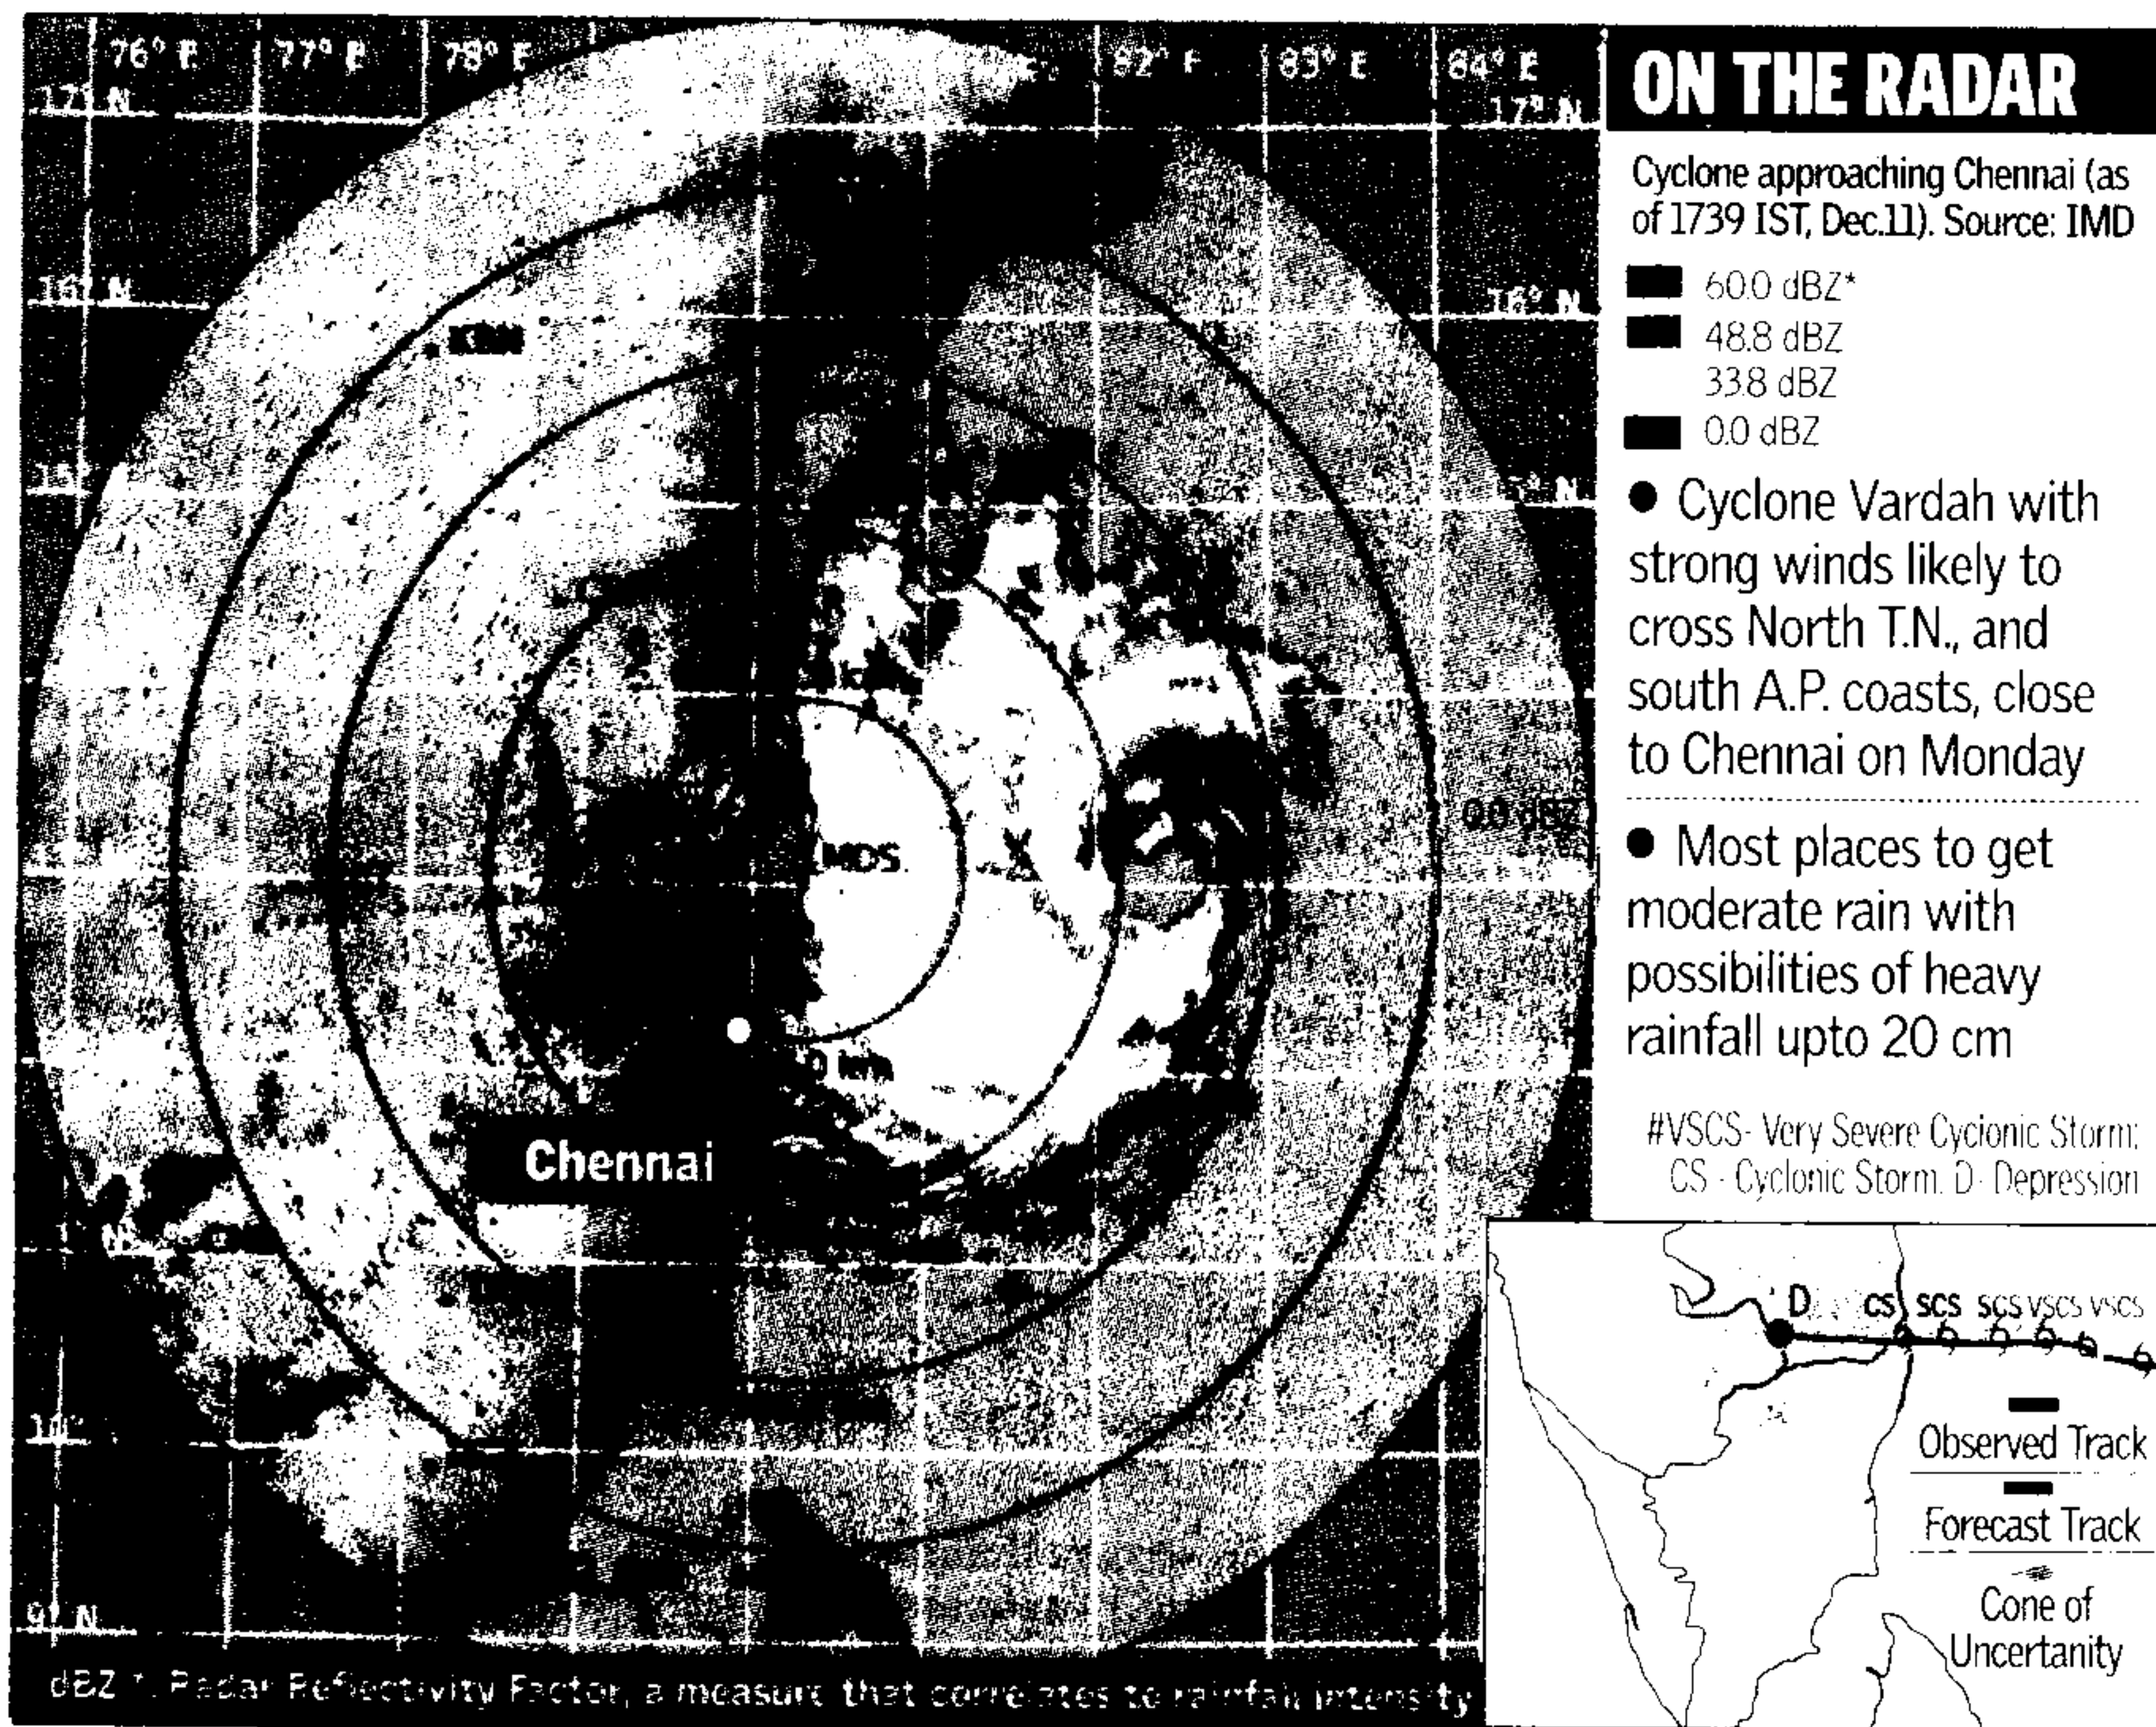 76° E 77° E 78° E 82° E 83° E 84° E
17° N 17° N
16° N 16° N
KRN
MDS
0.0 dBZ
Chennai
9° N
dBZ *: Radar Reflectivity Factor, a measure that correlates to rainfall intensity
ON THE RADAR
Cyclone approaching Chennai (as
of 1739 IST, Dec.11). Source: IMD
60.0 dBZ*
48.8 dBZ
33.8 dBZ
0.0 dBZ
● Cyclone Vardah with
strong winds likely to
cross North T.N., and
south A.P. coasts, close
to Chennai on Monday
● Most places to get
moderate rain with
possibilities of heavy
rainfall upto 20 cm
#VSCS- Very Severe Cyclonic Storm;
CS - Cyclonic Storm. D- Depression
D CS SCS SCS VSCS VSCS
Observed Track
Forecast Track
Cone of
Uncertanity